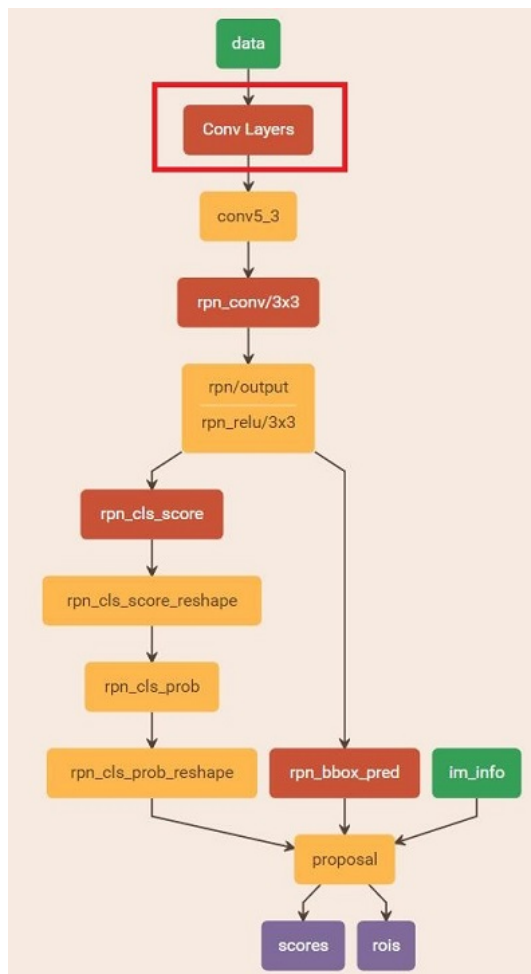 data
Conv Layers
conv5_3
rpn_conv/3x3
rpn/output
rpn_relu/3x3
rpn_cls_score
rpn_cls_score_reshape
rpn_cls_prob
rpn_cls_prob_reshape
rpn_bbox_pred
im_info
proposal
scores
rois